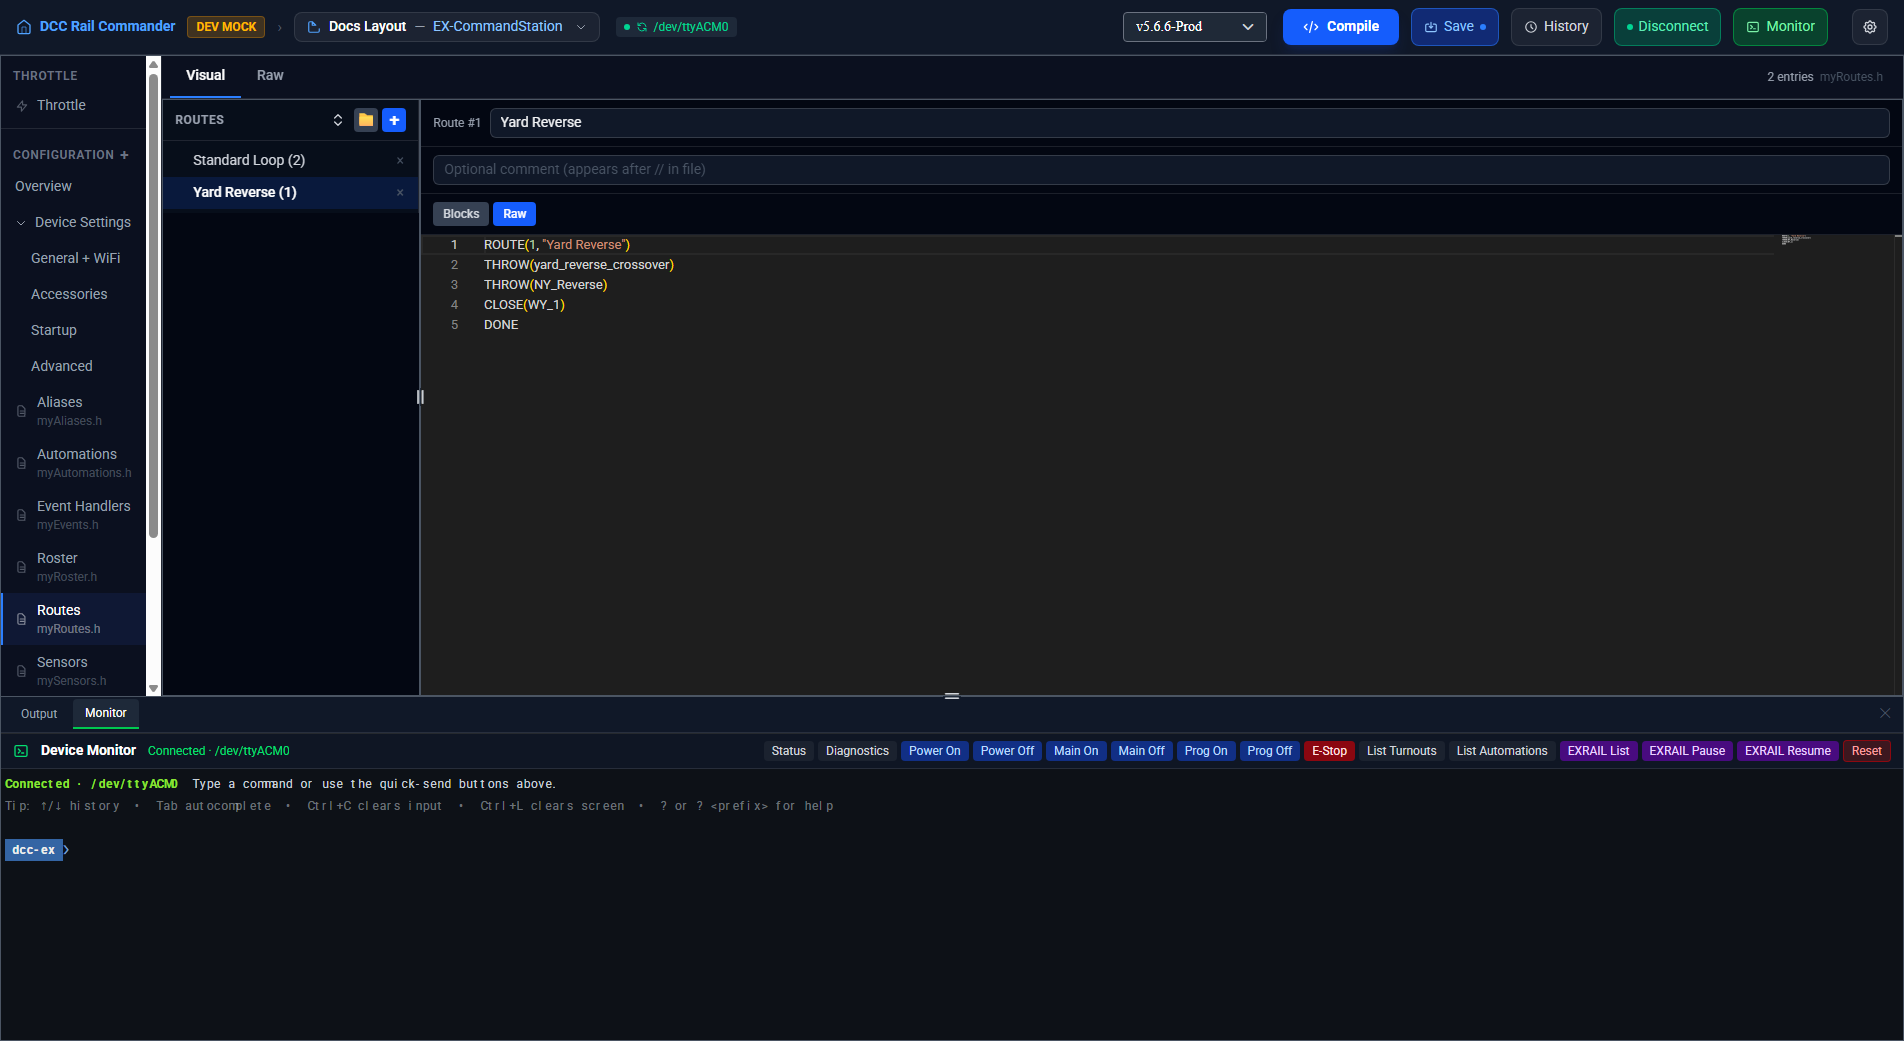 DCC Rail Commander DEV MOCK › Docs Layout — EX-CommandStation /dev/ttyACM0 v5.6.6-Prod </> Compile Save History Disconnect Monitor
THROTTLE
Throttle
CONFIGURATION +
Overview
Device Settings
General + WiFi
Accessories
Startup
Advanced
Aliases
myAliases.h
Automations
myAutomations.h
Event Handlers
myEvents.h
Roster
myRoster.h
Routes
myRoutes.h
Sensors
mySensors.h
Visual Raw 2 entries myRoutes.h
ROUTES +
Standard Loop (2) ×
Yard Reverse (1) ×
Route #1 Yard Reverse
Optional comment (appears after // in file)
Blocks Raw
1 ROUTE(1, "Yard Reverse")
2 THROW(yard_reverse_crossover)
3 THROW(NY_Reverse)
4 CLOSE(WY_1)
5 DONE
Output Monitor
Device Monitor Connected · /dev/ttyACM0 Status Diagnostics Power On Power Off Main On Main Off Prog On Prog Off E-Stop List Turnouts List Automations EXRAIL List EXRAIL Pause EXRAIL Resume Reset
Connected · /dev/ttyACM0 Type a command or use the quick-send buttons above.
Tip: ↑/↓ history • Tab autocomplete • Ctrl+C clears input • Ctrl+L clears screen • ? or ? <prefix> for help
dcc-ex ❯